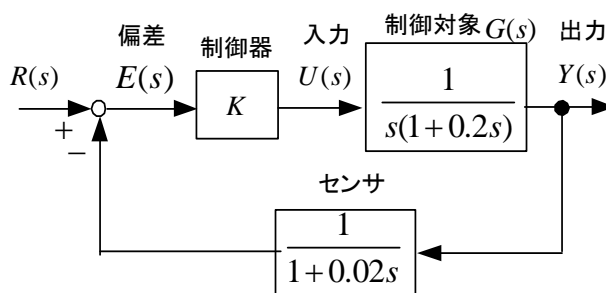 偏差 制御器 入力 制御対象 G(s) 出力
R(s) E(s) K U(s) 1/s(1+0.2s) Y(s)
+
−
センサ
1/1+0.02s